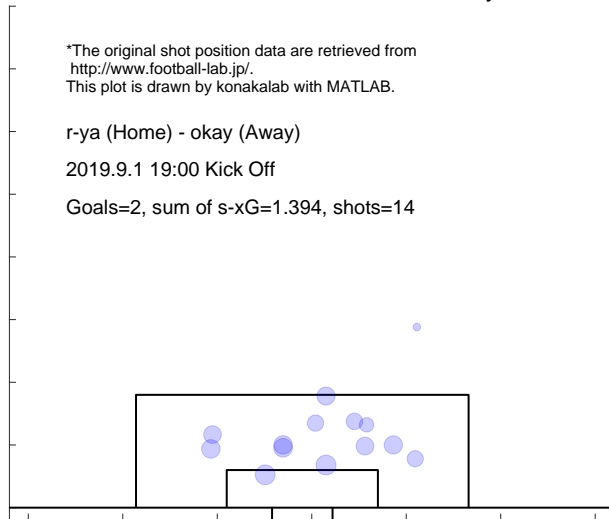 *The original shot position data are retrieved from
http://www.football-lab.jp/.
This plot is drawn by konakalab with MATLAB.
r-ya (Home) - okay (Away)
2019.9.1 19:00 Kick Off
Goals=2, sum of s-xG=1.394, shots=14